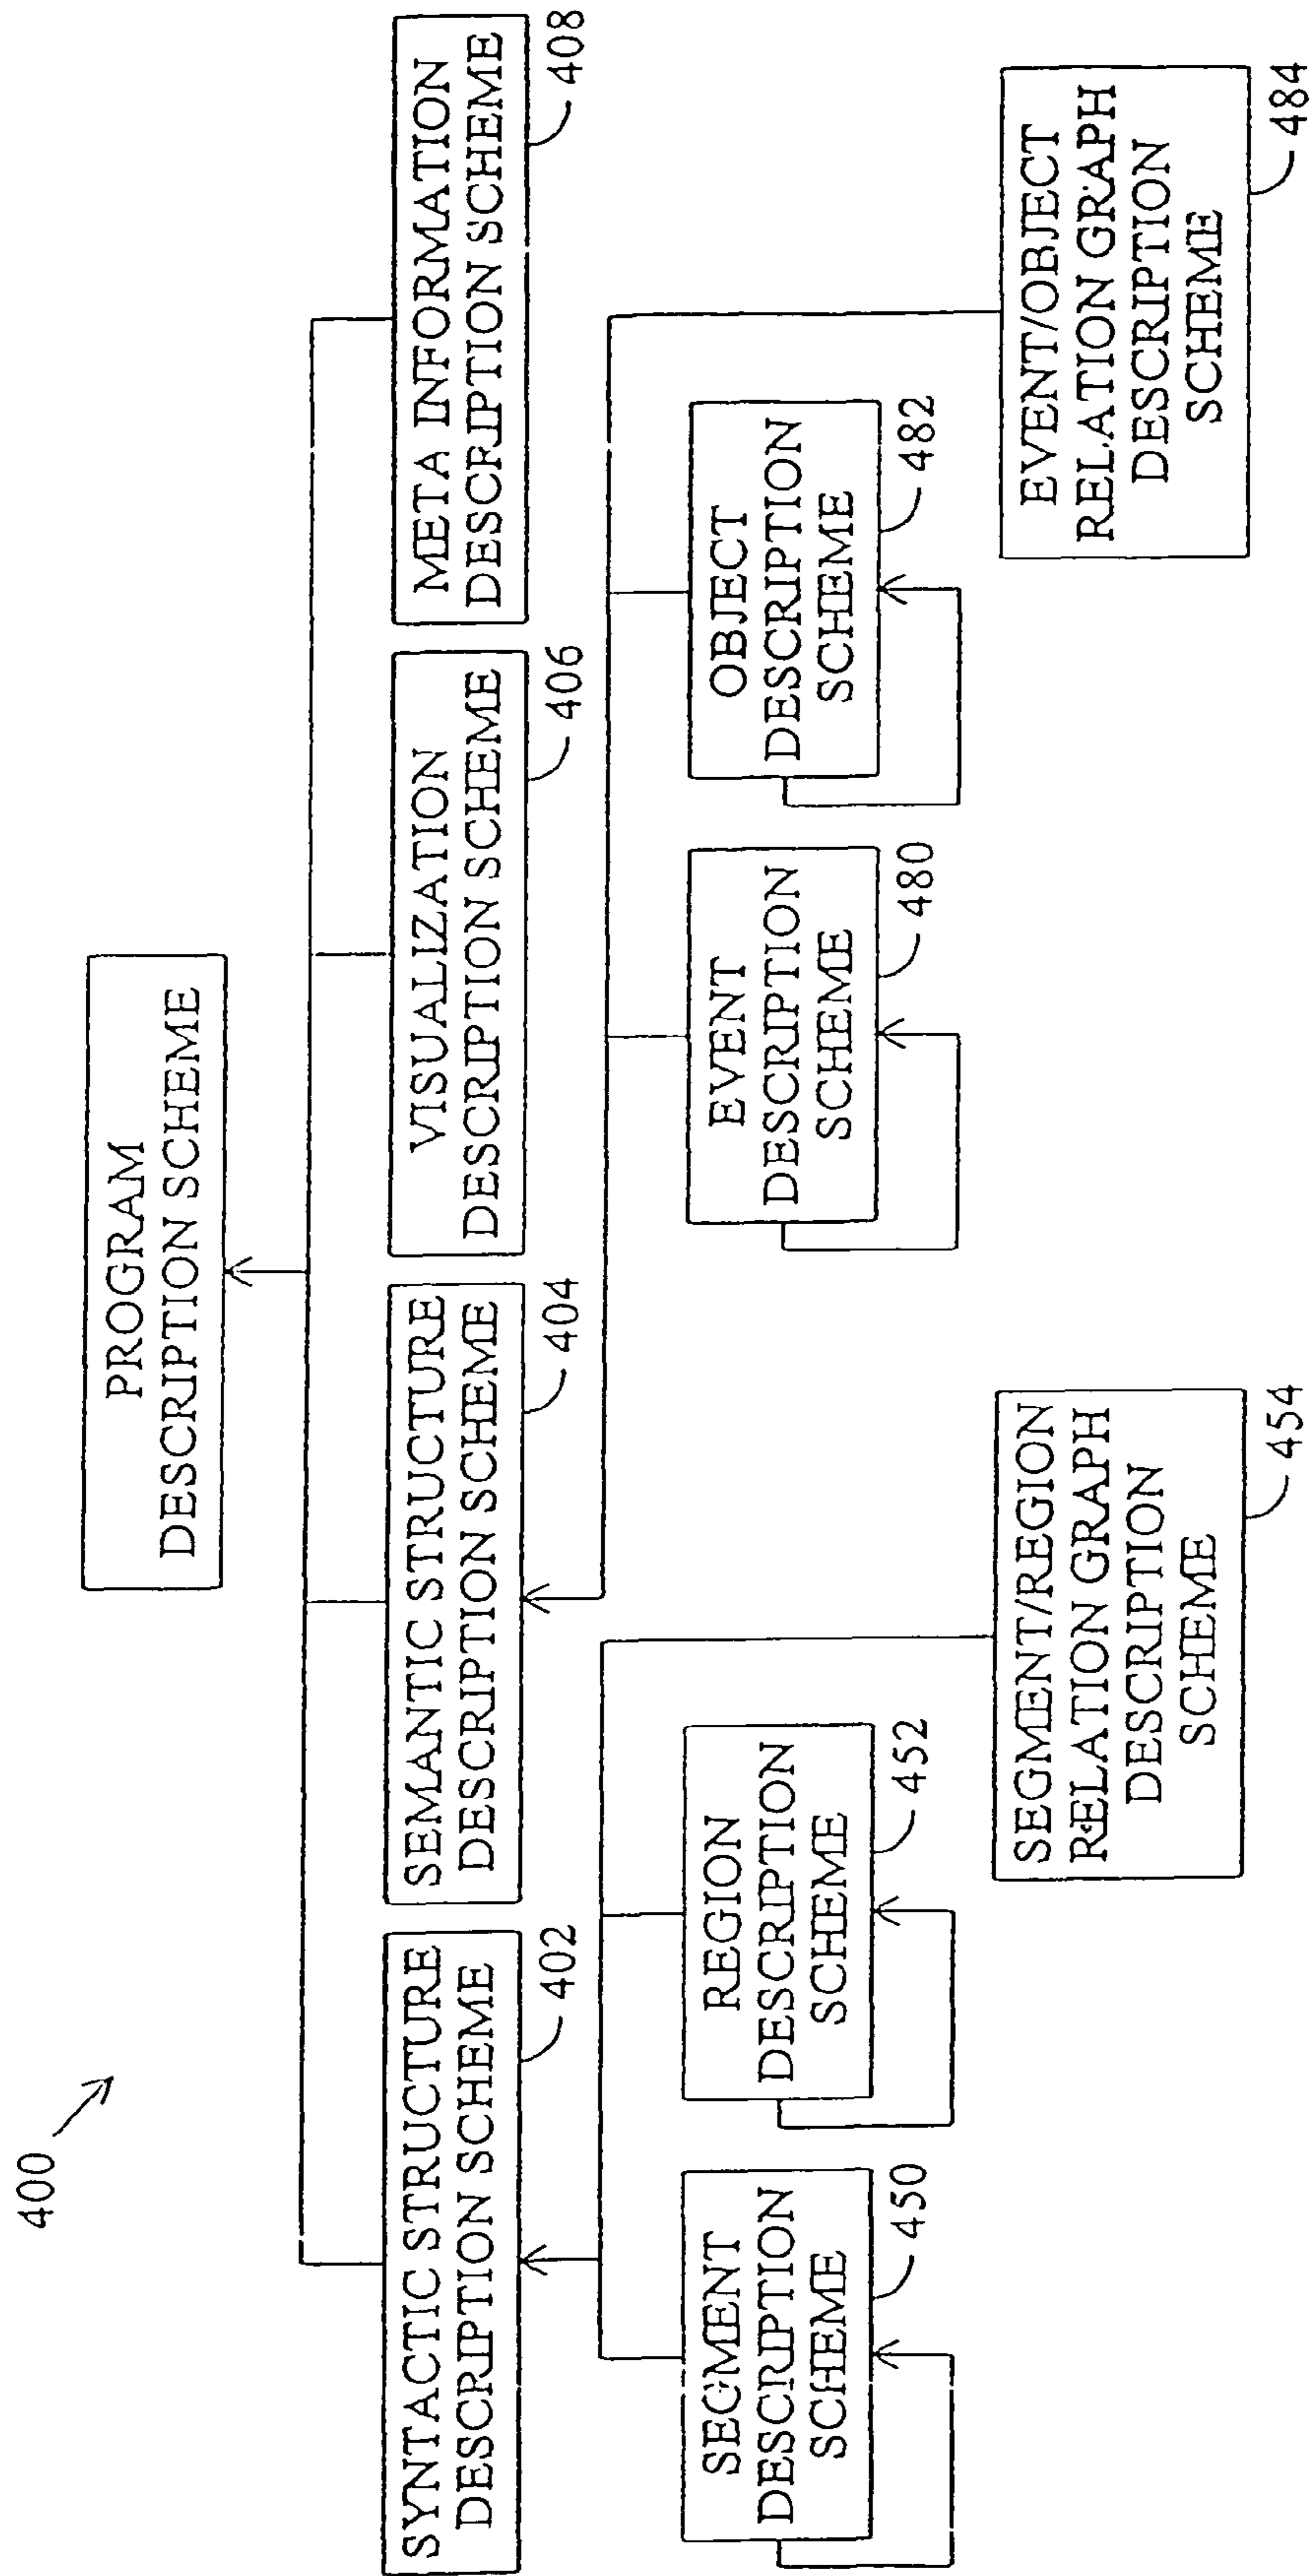 400
PROGRAM
DESCRIPTION SCHEME
SYNTACTIC STRUCTURE
DESCRIPTION SCHEME
402
SEMANTIC STRUCTURE
DESCRIPTION SCHEME
404
VISUALIZATION
DESCRIPTION SCHEME
406
META INFORMATION
DESCRIPTION SCHEME
408
SEGMENT
DESCRIPTION
SCHEME
450
REGION
DESCRIPTION
SCHEME
452
EVENT
DESCRIPTION
SCHEME
480
OBJECT
DESCRIPTION
SCHEME
482
SEGMENT/REGION
RELATION GRAPH
DESCRIPTION
SCHEME
454
EVENT/OBJECT
RELATION GRAPH
DESCRIPTION
SCHEME
484